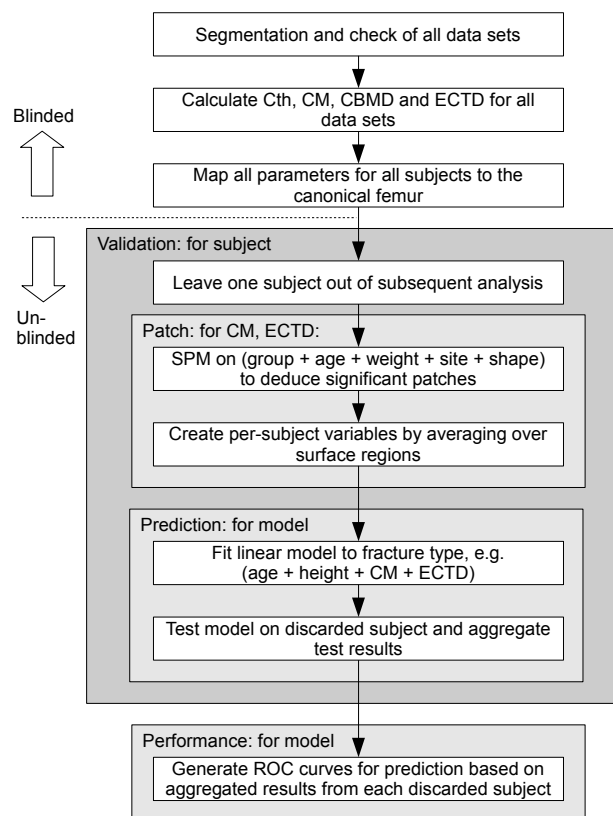 Segmentation and check of all data sets
Calculate Cth, CM, CBMD and ECTD for all
data sets
Blinded
Map all parameters for all subjects to the
canonical femur
Validation: for subject
Leave one subject out of subsequent analysis
Un-
blinded
Patch: for CM, ECTD:
SPM on (group + age + weight + site + shape)
to deduce significant patches
Create per-subject variables by averaging over
surface regions
Prediction: for model
Fit linear model to fracture type, e.g.
(age + height + CM + ECTD)
Test model on discarded subject and aggregate
test results
Performance: for model
Generate ROC curves for prediction based on
aggregated results from each discarded subject